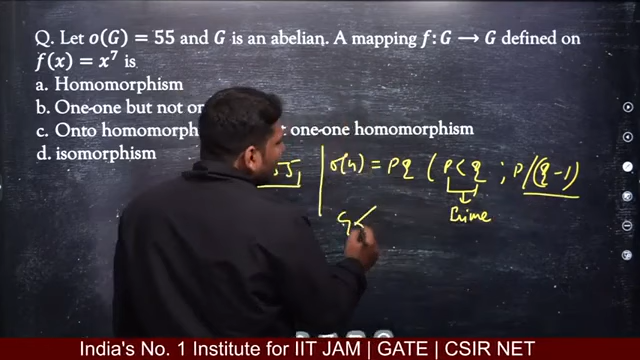 Q. Let o(G) = 55 and G is an abelian. A mapping f: G ⟶ G defined on
f(x) = x⁷ is
a. Homomorphism
b. One-one but not on
c. Onto homomorph one-one homomorphism
d. isomorphism
o(G) = pq ( p < q ; p/(q-1)
Prime
G
India's No. 1 Institute for IIT JAM | GATE | CSIR NET